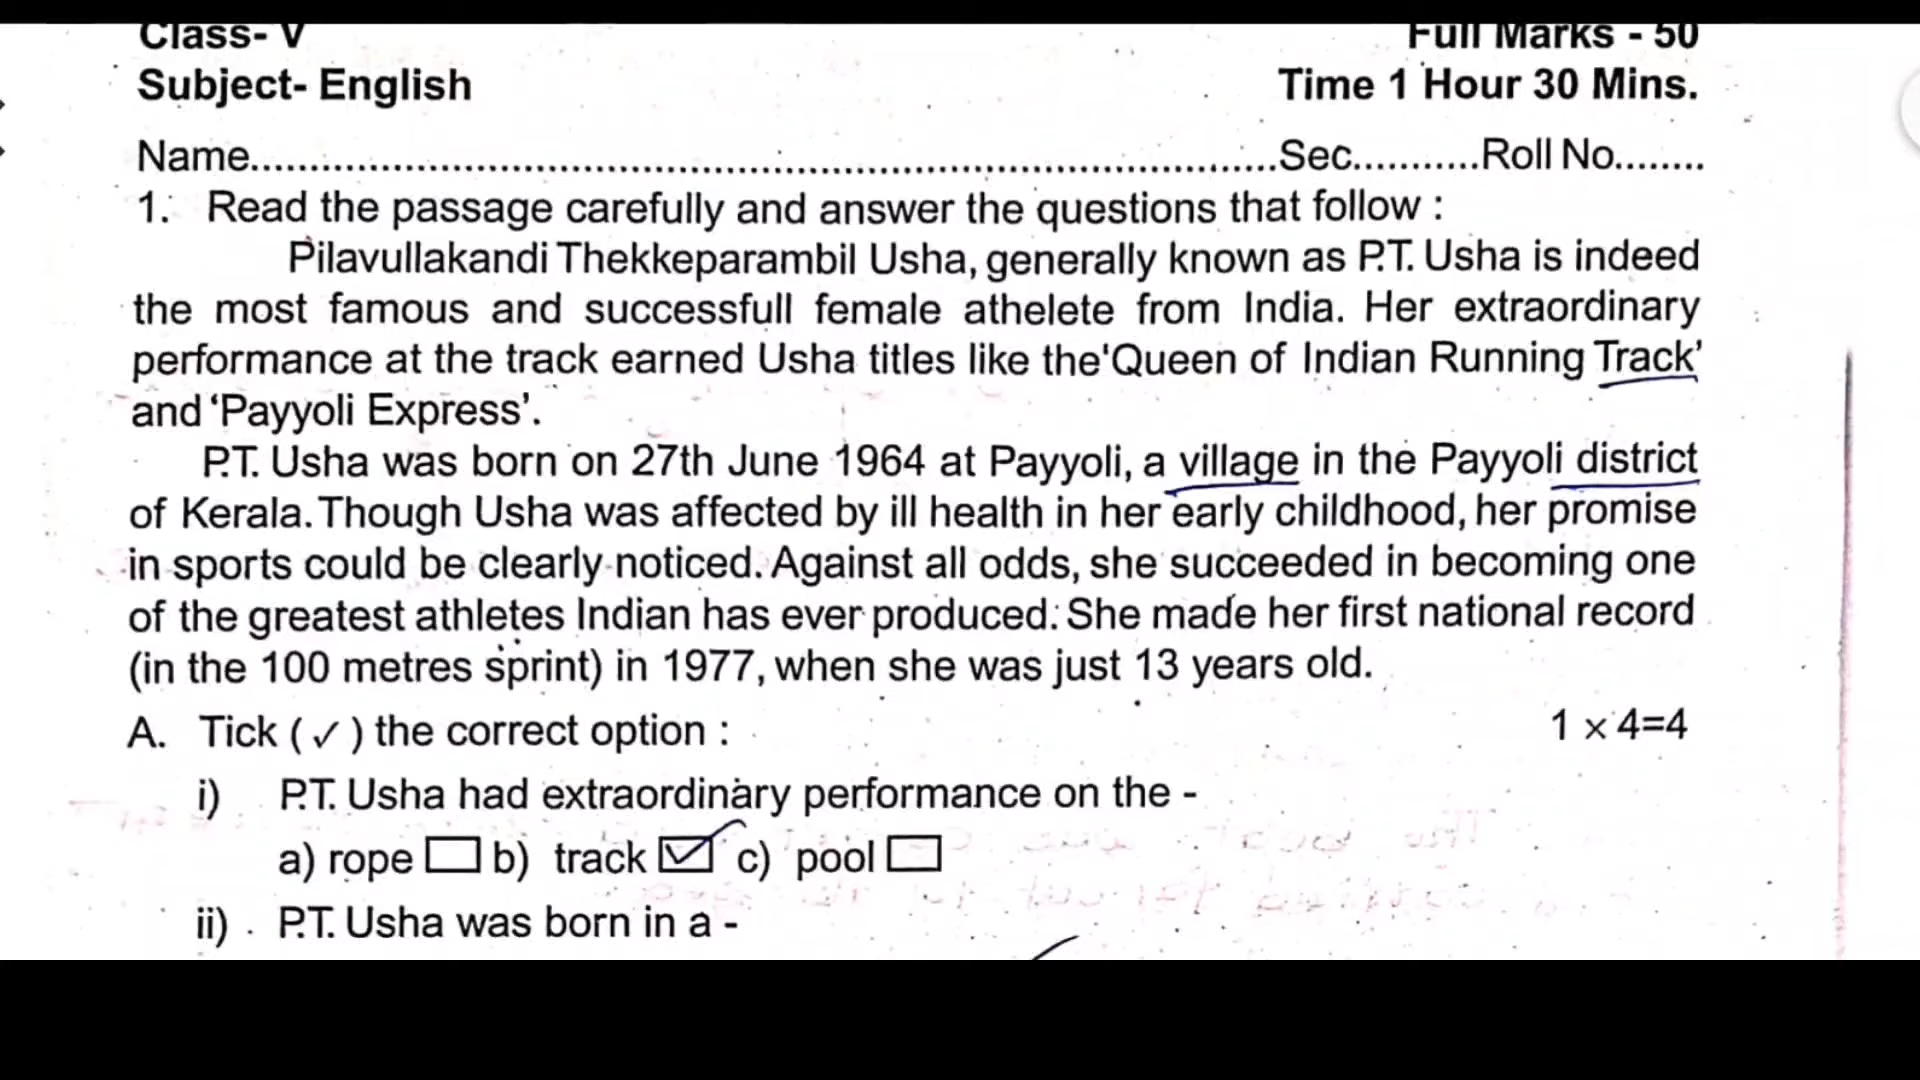 Class- V Full Marks - 50
Subject- English Time 1 Hour 30 Mins.
Name.................................................................................................Sec...........Roll No........
1. Read the passage carefully and answer the questions that follow :
Pilavullakandi Thekkeparambil Usha, generally known as P.T. Usha is indeed
the most famous and successfull female athelete from India. Her extraordinary
performance at the track earned Usha titles like the'Queen of Indian Running Track'
and 'Payyoli Express'.
P.T. Usha was born on 27th June 1964 at Payyoli, a village in the Payyoli district
of Kerala. Though Usha was affected by ill health in her early childhood, her promise
in sports could be clearly noticed. Against all odds, she succeeded in becoming one
of the greatest athletes Indian has ever produced. She made her first national record
(in the 100 metres sprint) in 1977, when she was just 13 years old.
A. Tick ( ✓ ) the correct option : 1 x 4=4
i) P.T. Usha had extraordinary performance on the -
a) rope ☐ b) track ☑ c) pool ☐
ii) P.T. Usha was born in a -